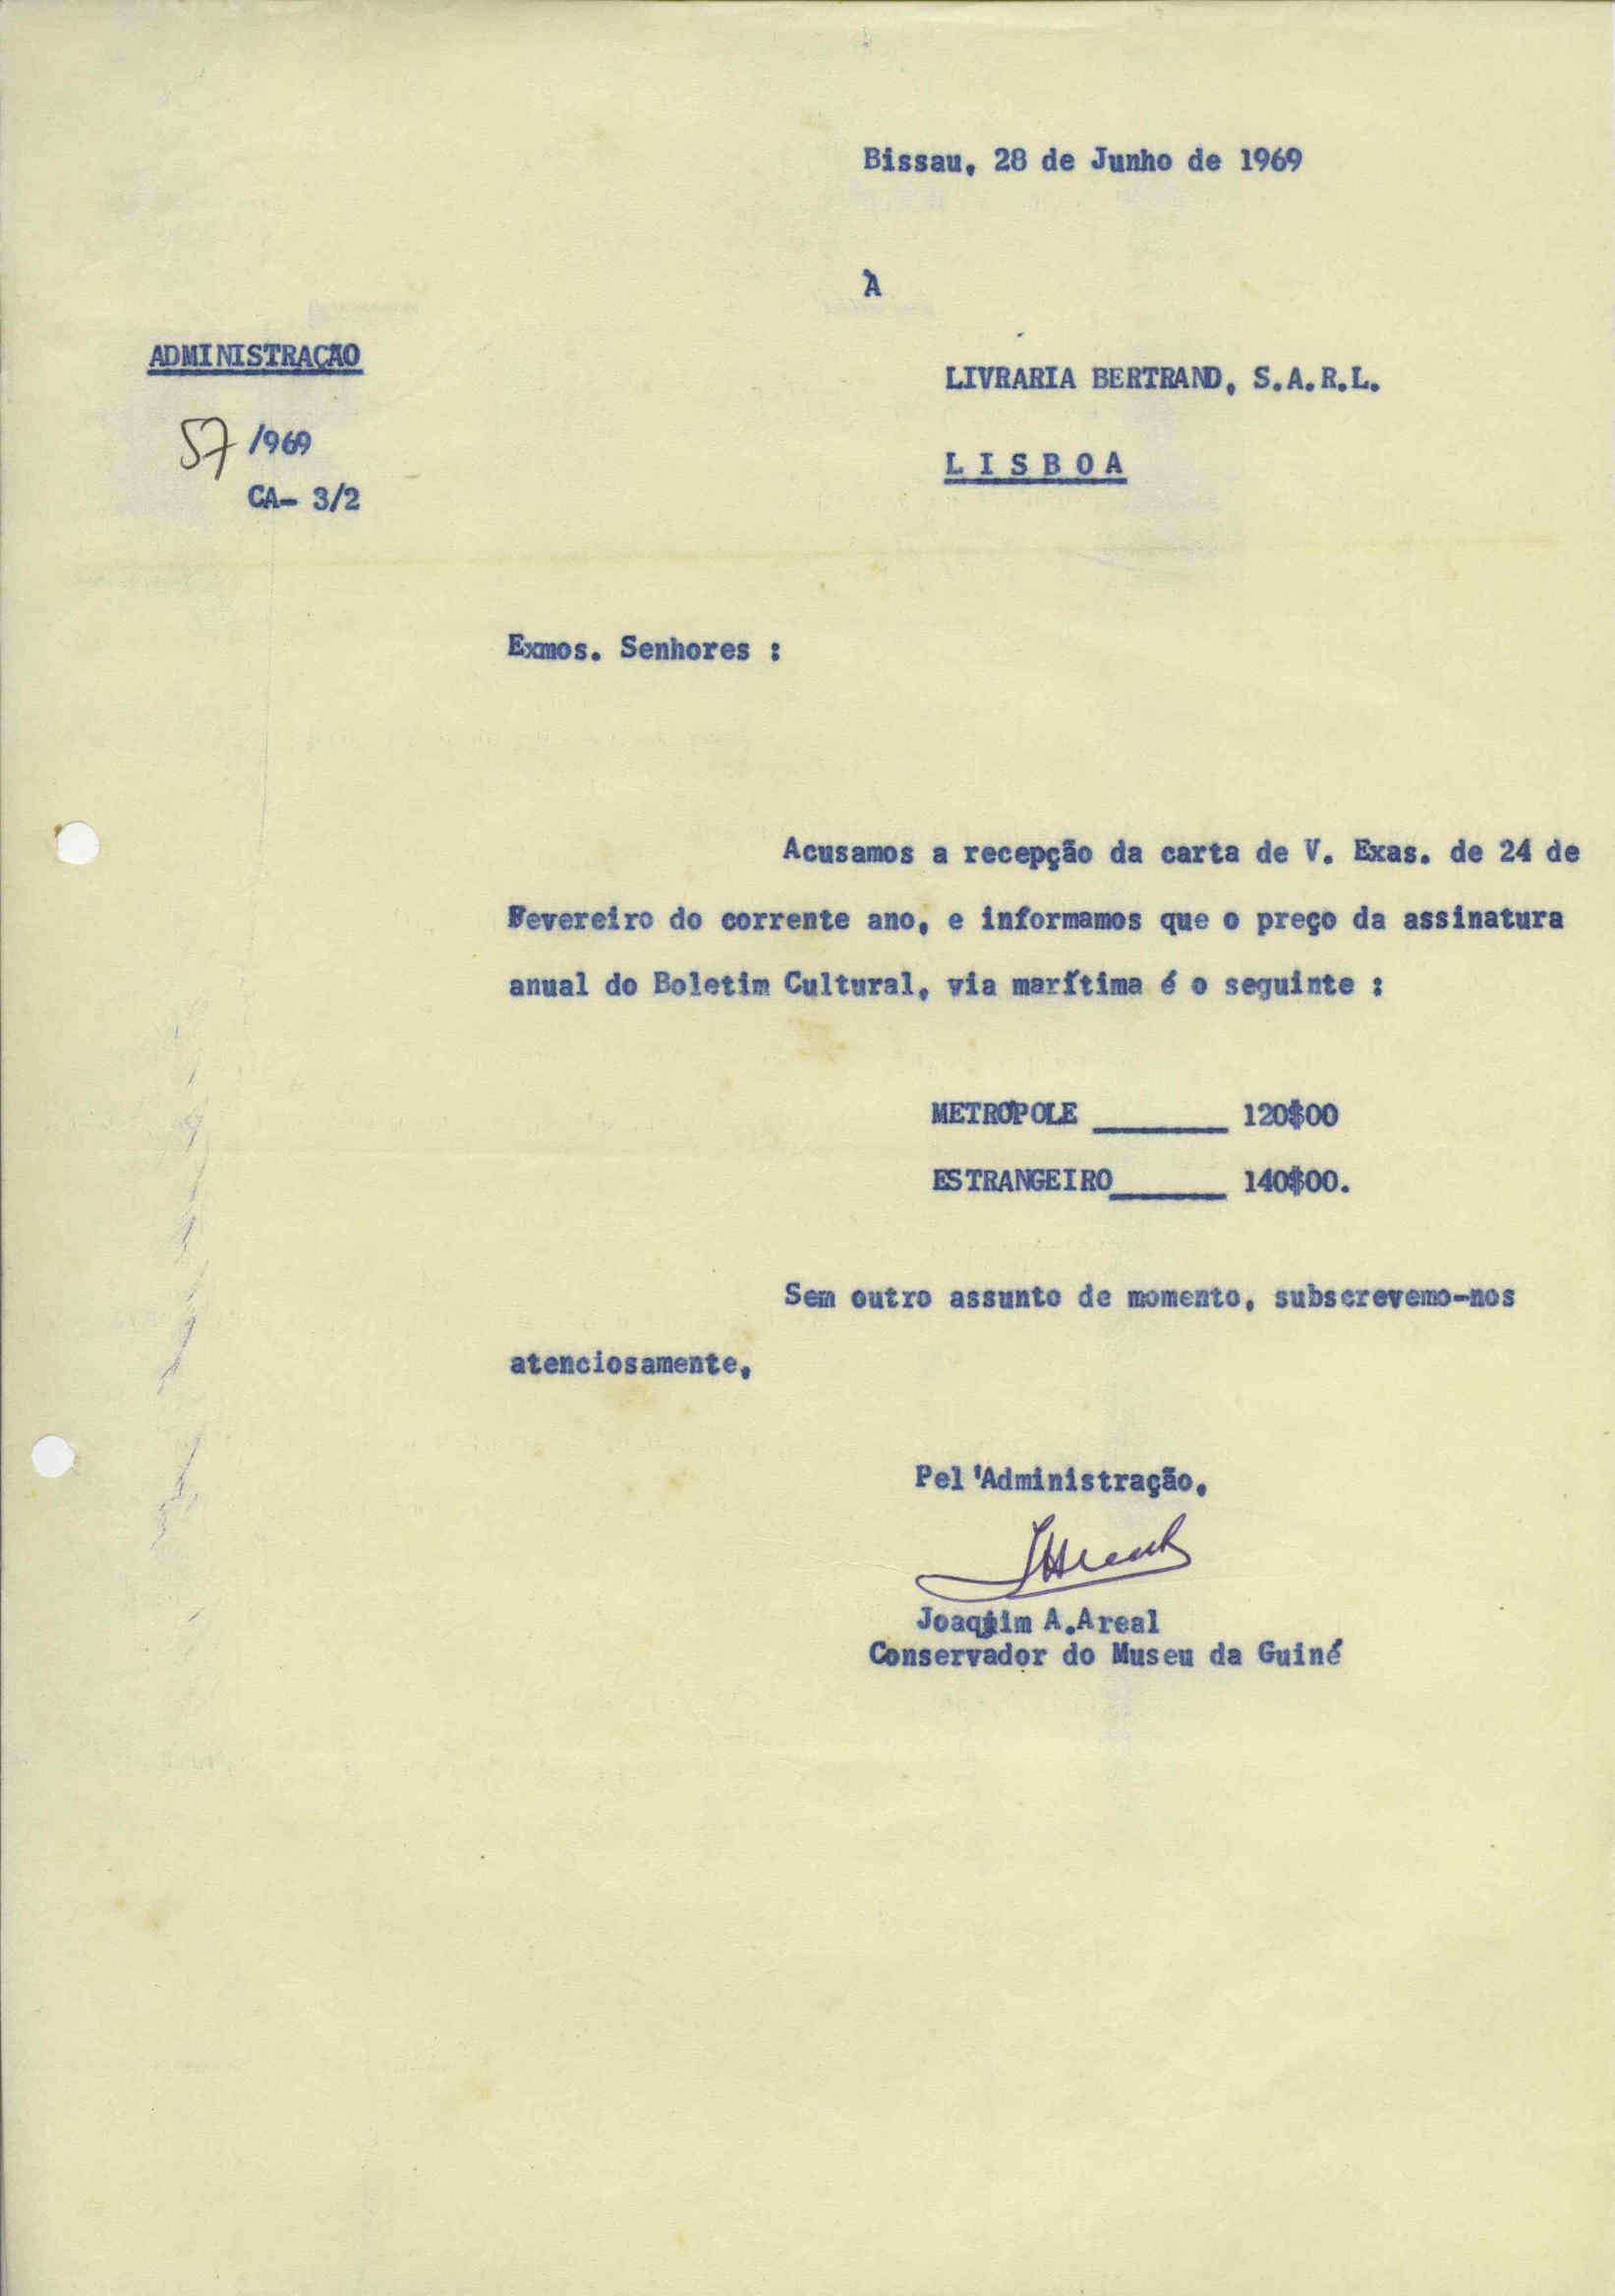 Bissau, 28 de Junho de 1969
À
ADMINISTRAÇÃO
LIVRARIA BERTRAND, S.A.R.L.
57/969
LISBOA
CA- 3/2
Exmos. Senhores :
Acusamos a recepção da carta de V. Exas. de 24 de
Fevereiro do corrente ano, e informamos que o preço da assinatura
anual do Boletim Cultural, via marítima é o seguinte :
METRÓPOLE ______ 120$00
ESTRANGEIRO______ 140$00.
Sem outro assunto de momento, subscrevemo-nos
atenciosamente,
Pel'Administração,
JAreal
Joaquim A.Areal
Conservador do Museu da Guiné